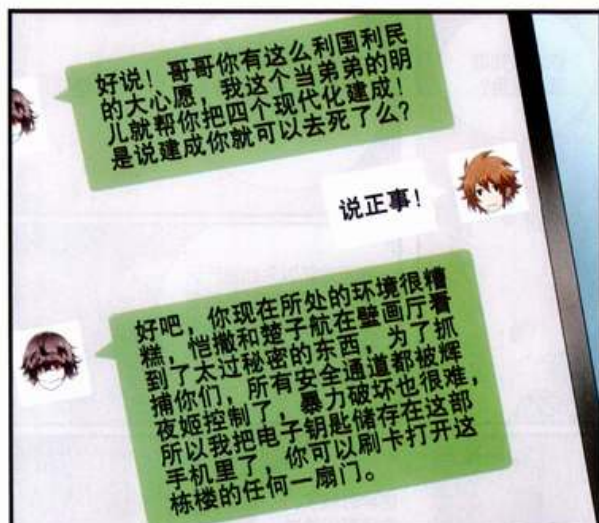 好说！哥哥你有这么利国利民
的大心愿，我这个当弟弟的明
儿就帮你把四个现代化建成！
是说建成你就可以去死了么？
说正事！
好吧，你现在所处的环境很糟
糕，恺撒和楚子航在壁画厅看
到了太过秘密的东西，为了抓
捕你们，所有安全通道都被辉
夜姬控制了，暴力破坏也很难，
所以我把电子钥匙储存在这部
手机里了，你可以刷卡打开这
栋楼的任何一扇门。